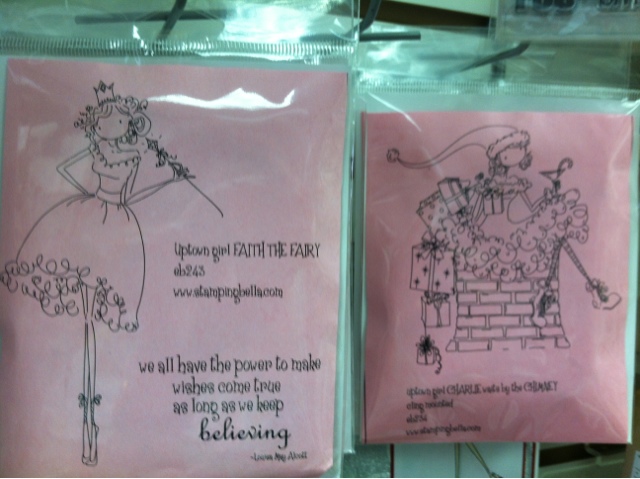 Uptown girl FAITH THE FAIRY
eb243
www.stampingbella.com
we all have the power to make
wishes come true
as long as we keep
believing
~Louisa May Alcott
Uptown girl CHARLIE waits by the CHIMNEY
cling mounted
eb234
www.stampingbella.com